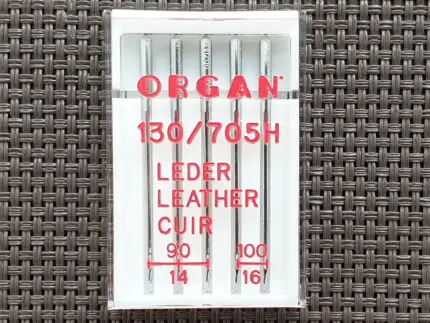 ORGAN®
130/705H
LEDER
LEATHER
CUIR
90 100
14 16